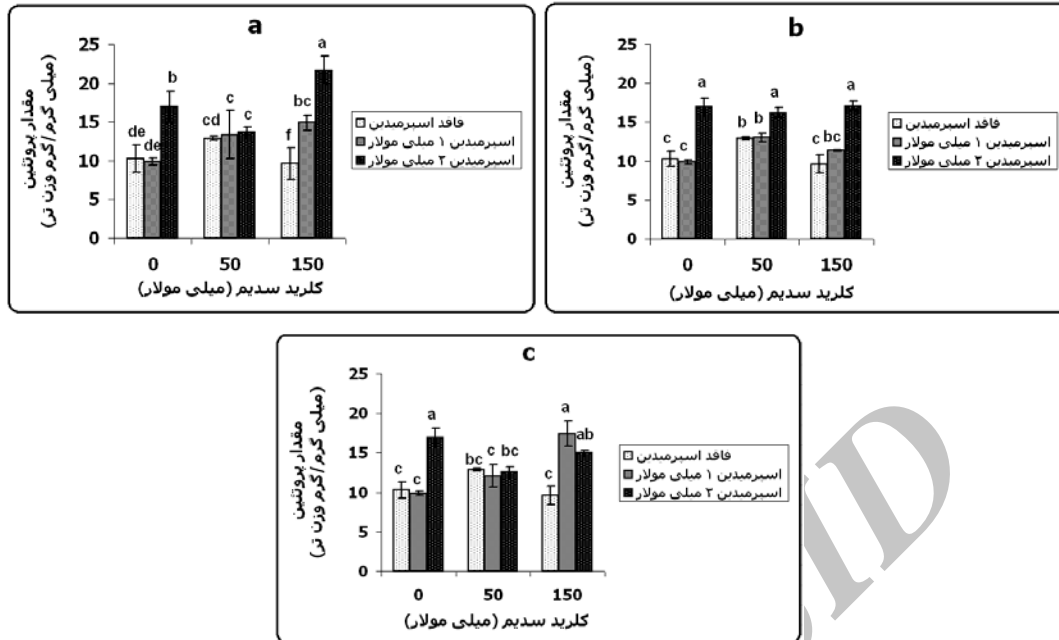 a
25
20
15
10
5
0
de de b
cd c c
f bc a
0 50 150
کلرید سدیم (میلی مولار)
مقدار پروتئین
(میلی گرم/گرم وزن تر)
فاقد اسپرمیدین
اسپرمیدین ۱ میلی مولار
اسپرمیدین ۲ میلی مولار
b
25
20
15
10
5
0
c c a
b b a
c bc a
0 50 150
کلرید سدیم (میلی مولار)
مقدار پروتئین
(میلی گرم/گرم وزن تر)
فاقد اسپرمیدین
اسپرمیدین ۱ میلی مولار
اسپرمیدین ۲ میلی مولار
c
25
20
15
10
5
0
c c a
bc c bc
c a ab
0 50 150
کلرید سدیم (میلی مولار)
مقدار پروتئین
(میلی گرم/گرم وزن تر)
فاقد اسپرمیدین
اسپرمیدین ۱ میلی مولار
اسپرمیدین ۲ میلی مولار